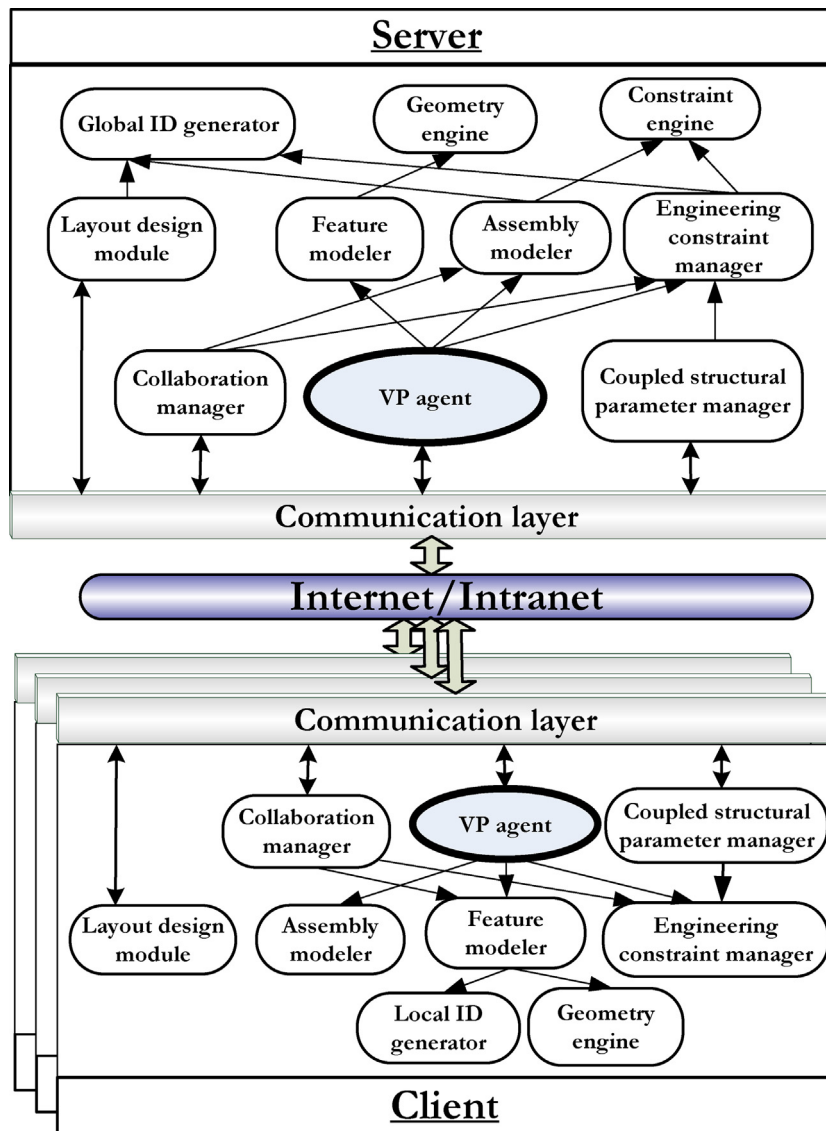 Server
Global ID generator
Geometry
engine
Constraint
engine
Layout design
module
Feature
modeler
Assembly
modeler
Engineering
constraint
manager
Collaboration
manager
VP agent
Coupled structural
parameter manager
Communication layer
Internet/Intranet
Communication layer
Collaboration
manager
VP agent
Coupled structural
parameter manager
Layout design
module
Assembly
modeler
Feature
modeler
Engineering
constraint manager
Local ID
generator
Geometry
engine
Client